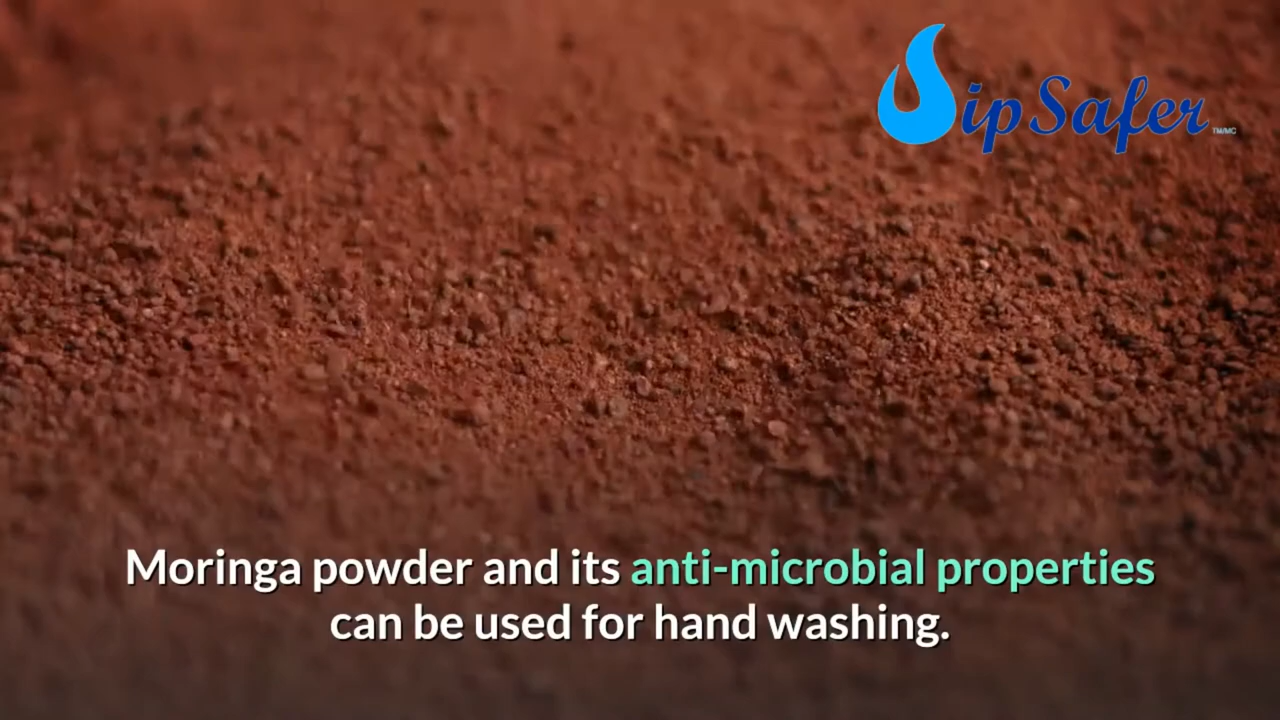 SipSafer
TM/MC
Moringa powder and its anti-microbial properties
can be used for hand washing.